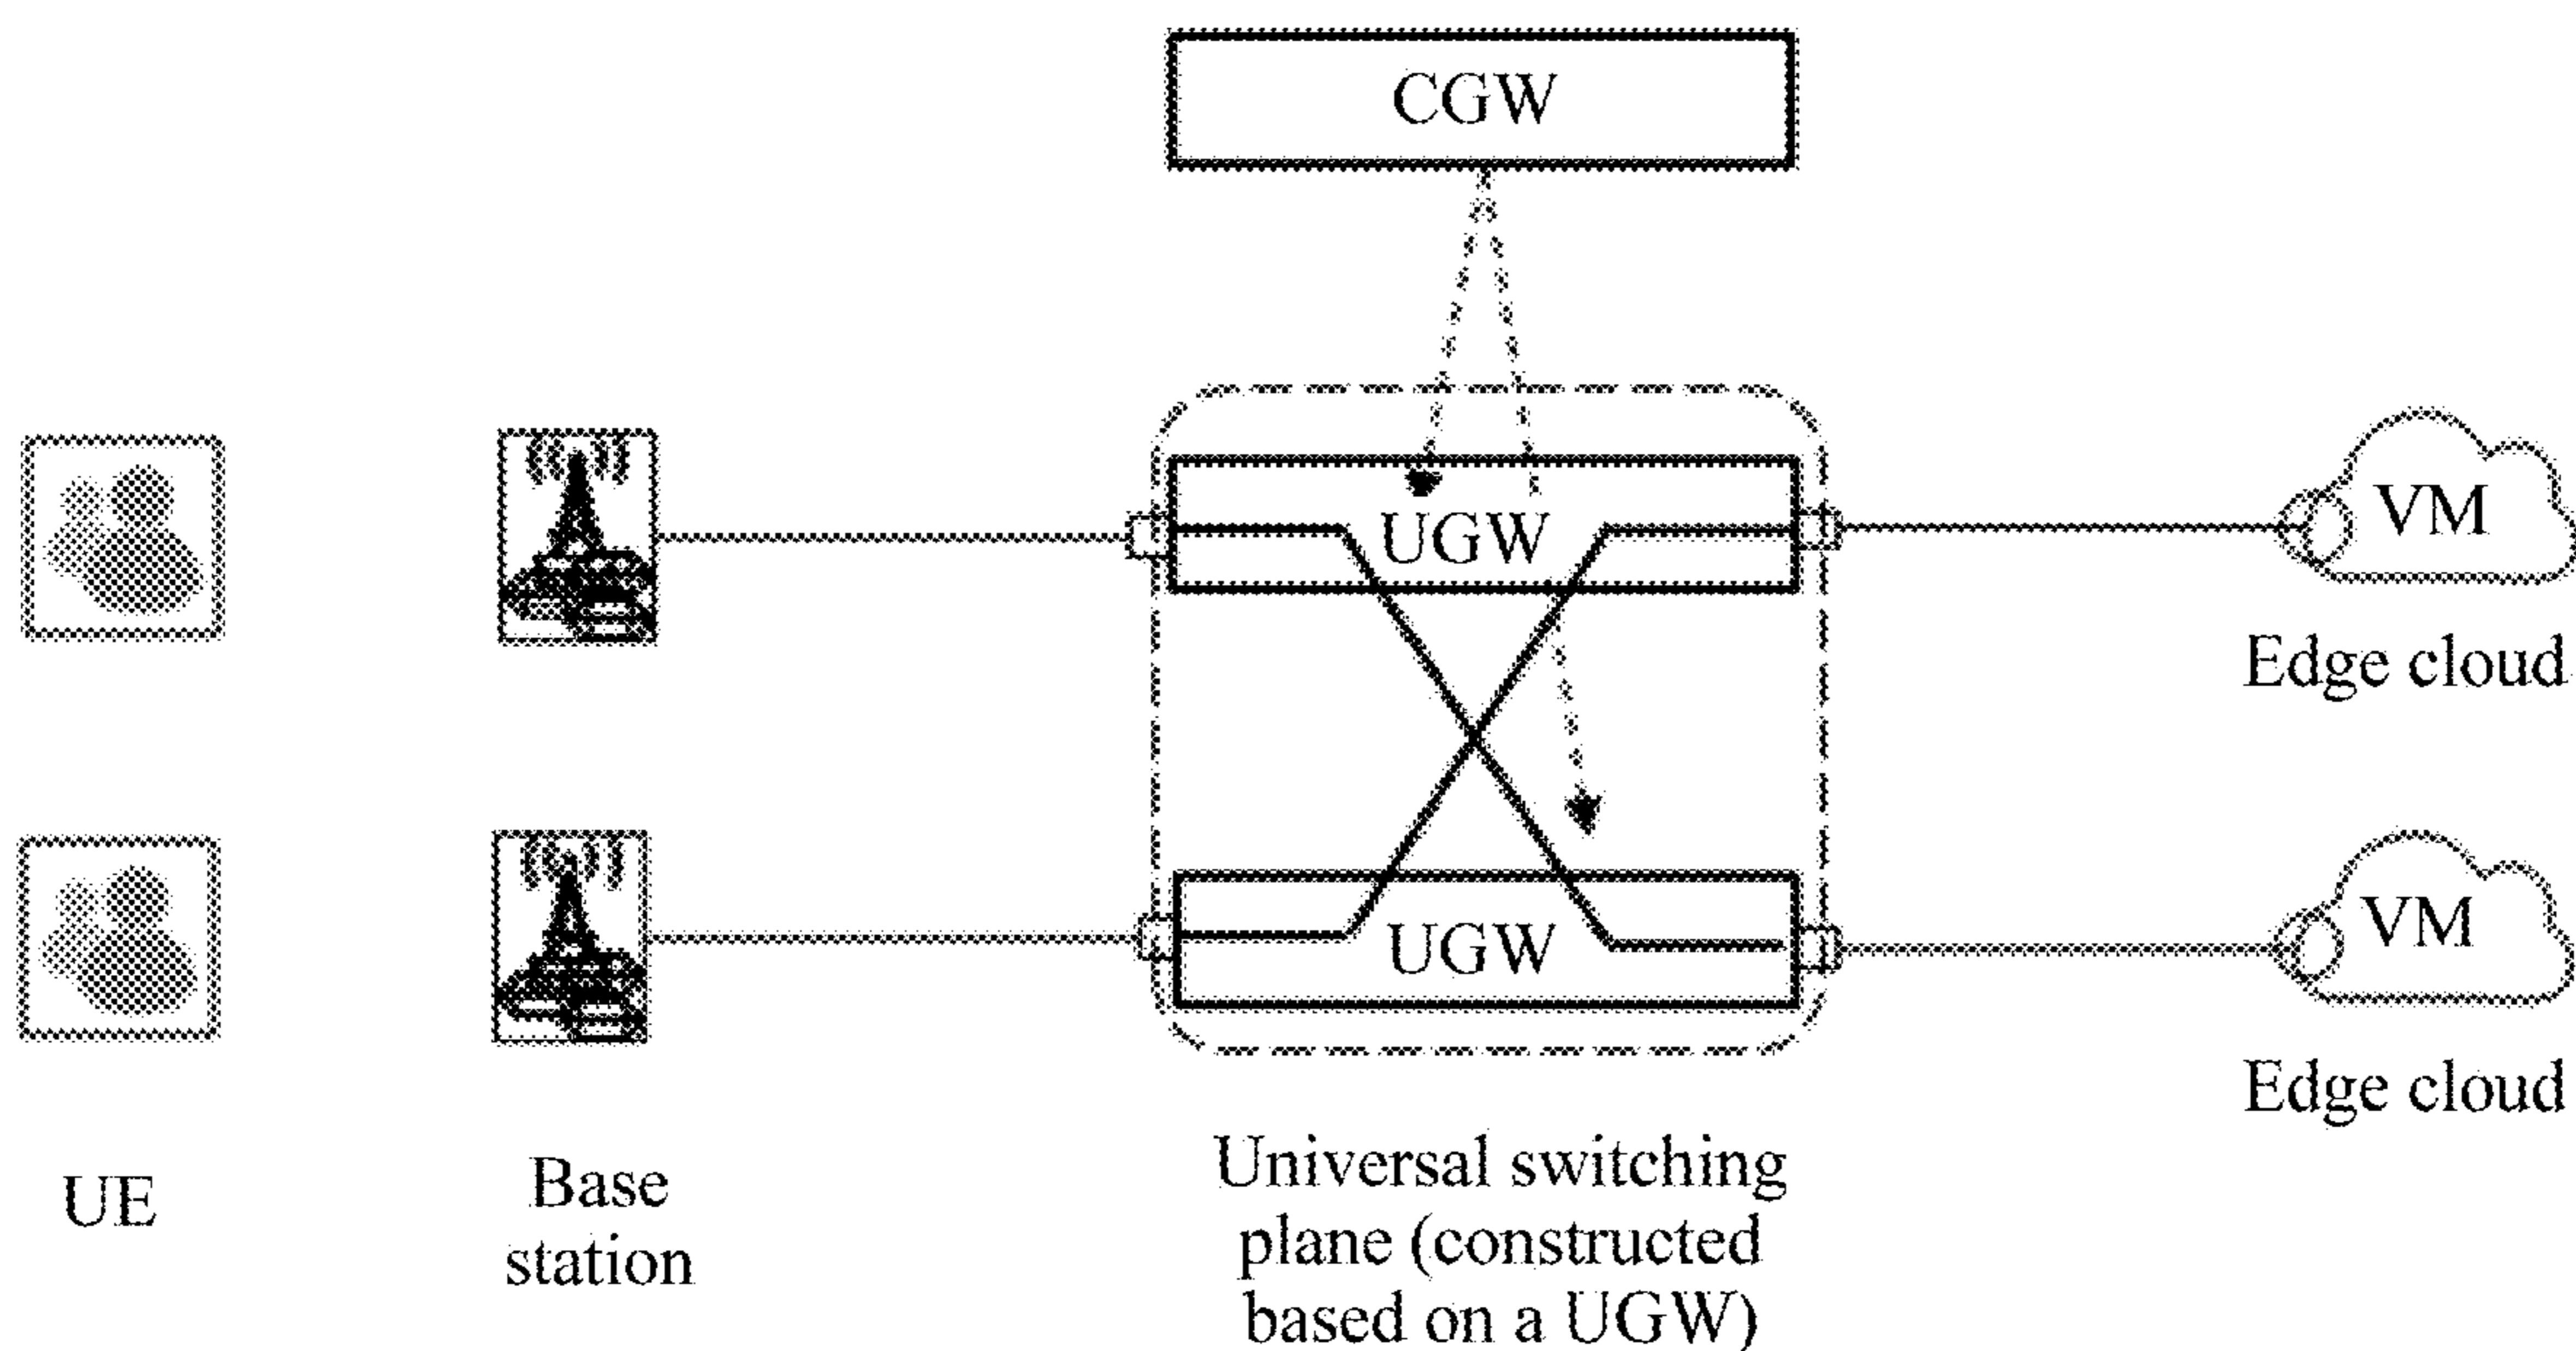 CGW
UGW
VM
Edge cloud
UGW
VM
Edge cloud
UE
Base
station
Universal switching
plane (constructed
based on a UGW)